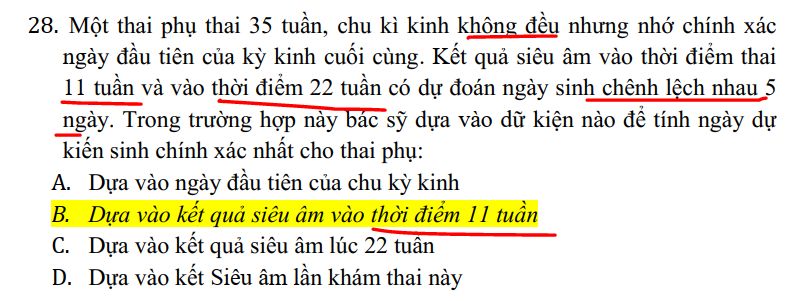 28. Một thai phụ thai 35 tuần, chu kì kinh không đều nhưng nhớ chính xác
ngày đầu tiên của kỳ kinh cuối cùng. Kết quả siêu âm vào thời điểm thai
11 tuần và vào thời điểm 22 tuần có dự đoán ngày sinh chênh lệch nhau 5
ngày. Trong trường hợp này bác sỹ dựa vào dữ kiện nào để tính ngày dự
kiến sinh chính xác nhất cho thai phụ:
A. Dựa vào ngày đầu tiên của chu kỳ kinh
B. Dựa vào kết quả siêu âm vào thời điểm 11 tuần
C. Dựa vào kết quả siêu âm lúc 22 tuân
D. Dựa vào kết Siêu âm lần khám thai này